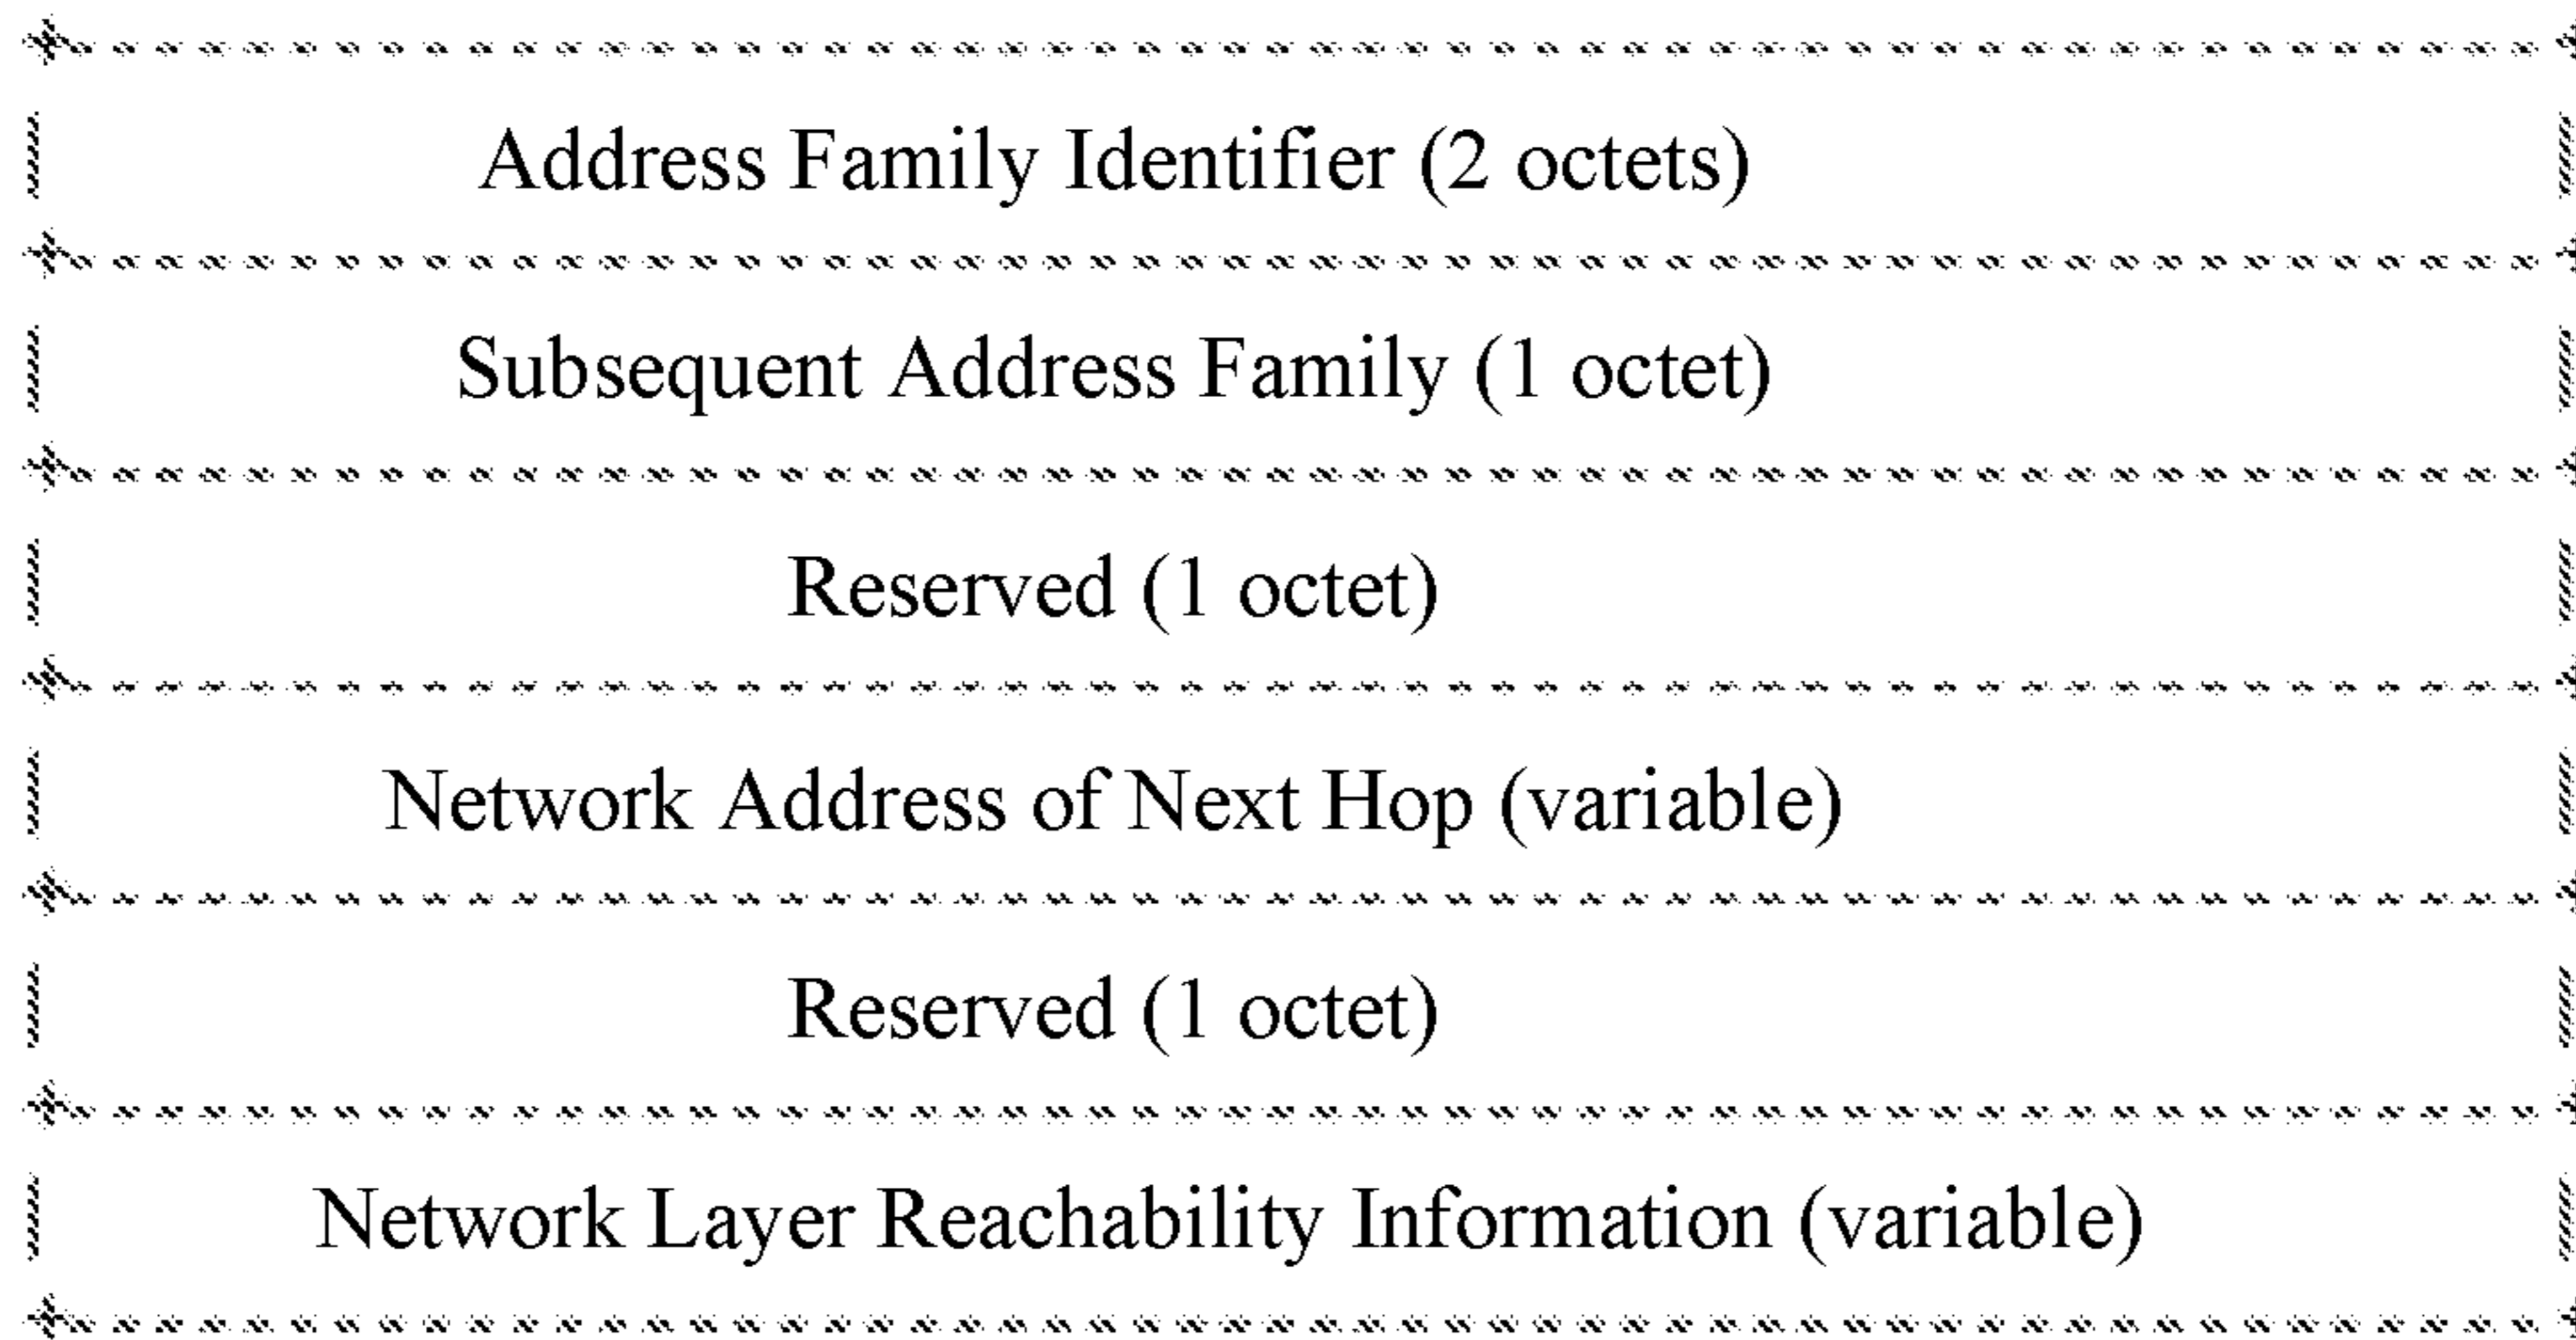 Address Family Identifier (2 octets)
Subsequent Address Family (1 octet)
Reserved (1 octet)
Network Address of Next Hop (variable)
Reserved (1 octet)
Network Layer Reachability Information (variable)